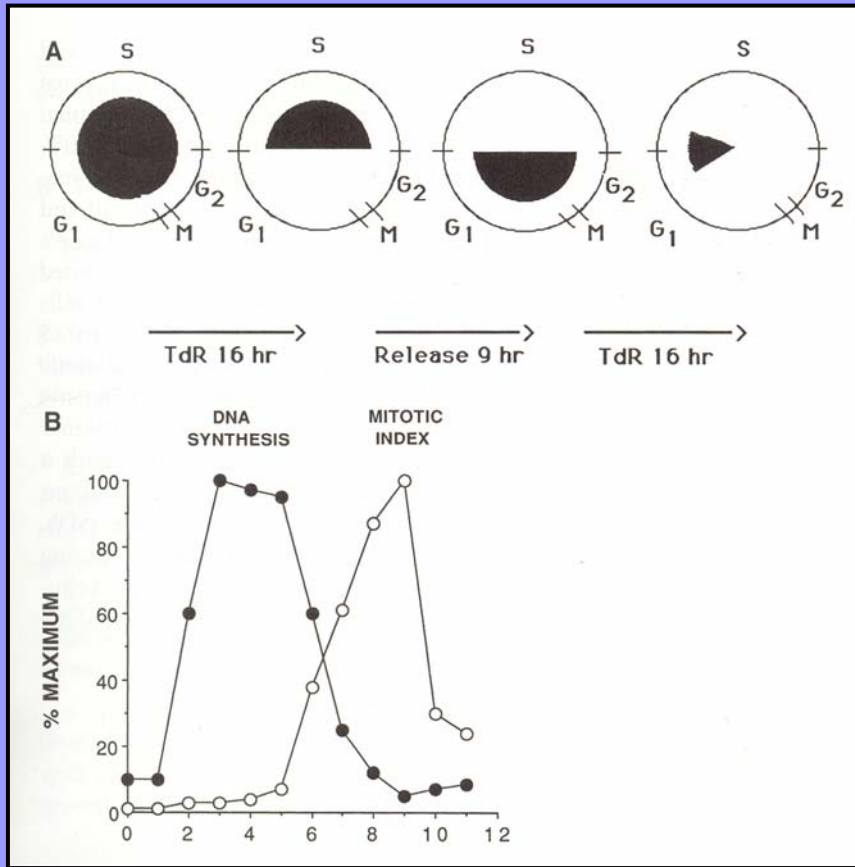 A
S
S
S
S
G1
M
G2
G1
M
G2
G1
M
G2
G1
M
G2
TdR 16 hr
Release 9 hr
TdR 16 hr
B
DNA
SYNTHESIS
MITOTIC
INDEX
% MAXIMUM
100
80
60
40
20
0
0
2
4
6
8
10
12